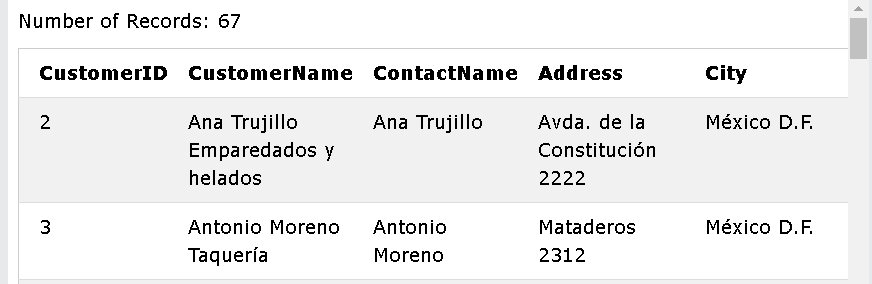 Number of Records: 67
CustomerID CustomerName ContactName Address City
2 Ana Trujillo Ana Trujillo Avda. de la México D.F.
Emparedados y Constitución
helados 2222
3 Antonio Moreno Antonio Mataderos México D.F.
Taquería Moreno 2312